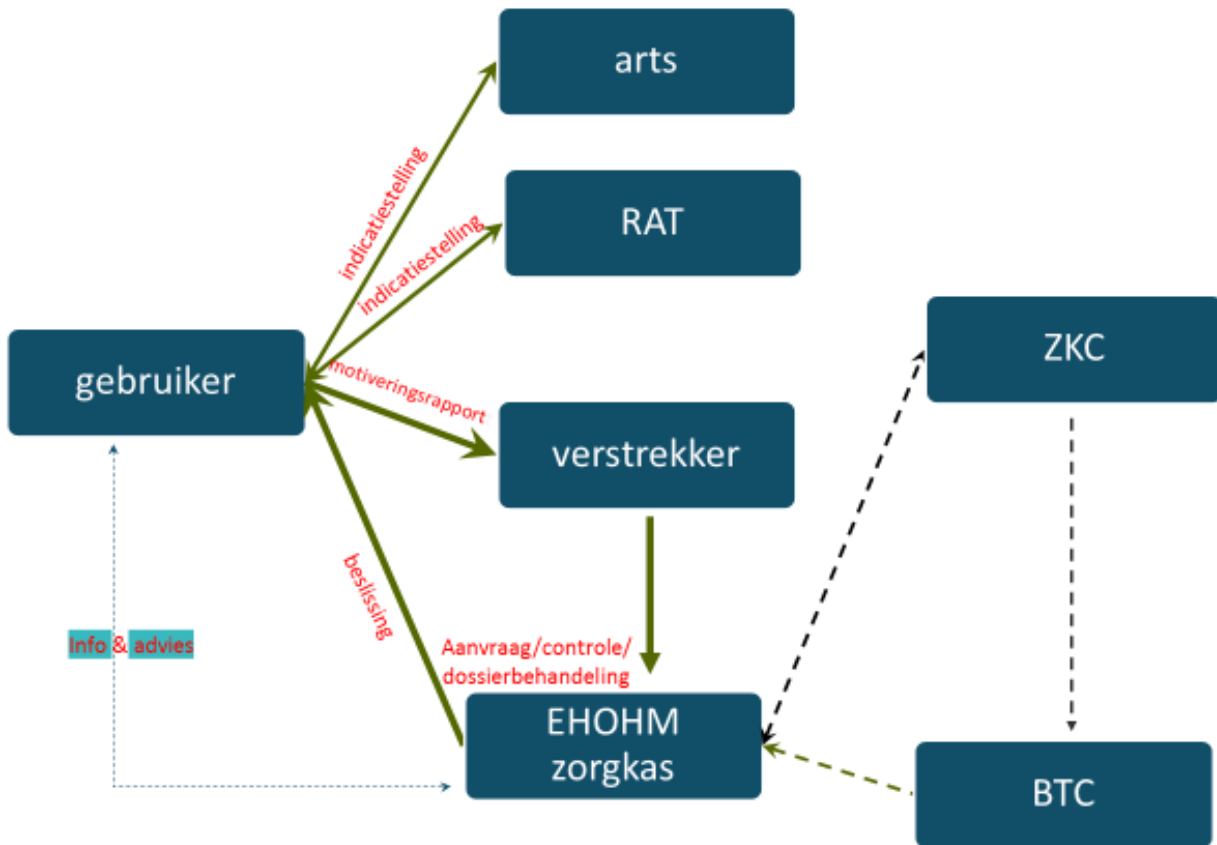 arts
indicatiestelling
RAT
indicatiestelling
ZKC
gebruiker
motiveringsrapport
verstrekker
beslissing
Info & advies
Aanvraag/controle/
dossierbehandeling
EHOHM
zorgkas
BTC